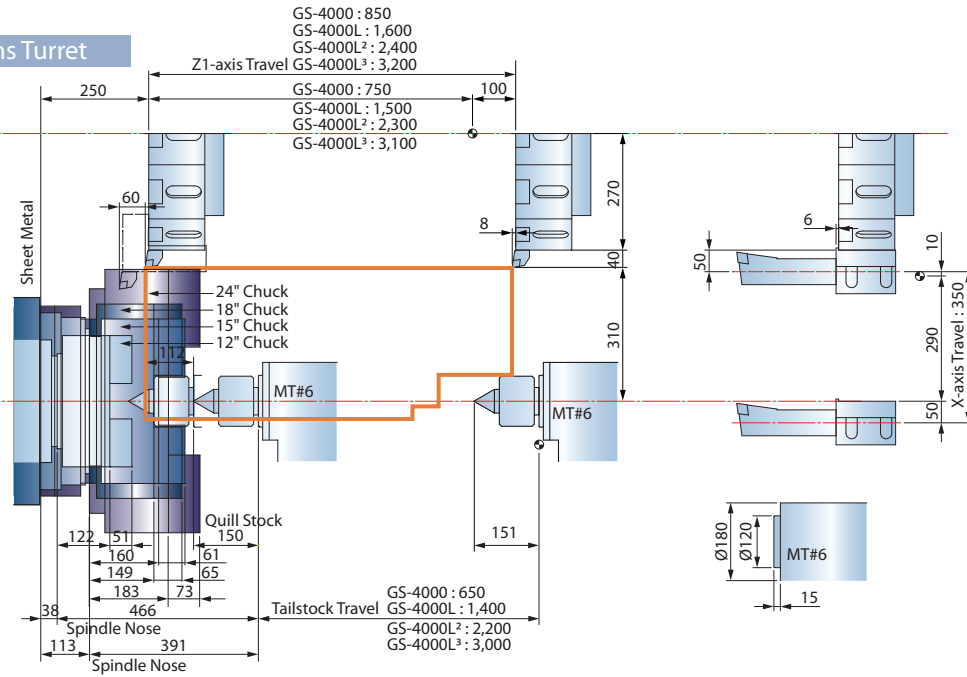 ns Turret
GS-4000 : 850
GS-4000L : 1,600
GS-4000L² : 2,400
Z1-axis Travel GS-4000L³ : 3,200
250
GS-4000 : 750
100
GS-4000L : 1,500
GS-4000L² : 2,300
GS-4000L³ : 3,100
60
8
270
40
6
50
10
Sheet Metal
24" Chuck
18" Chuck
15" Chuck
12" Chuck
112
310
290
X-axis Travel : 350
50
MT#6
MT#6
Quill Stock
122
51
150
151
160
61
149
65
183
73
Ø180
Ø120
MT#6
15
38
466
Spindle Nose
113
391
Spindle Nose
Tailstock Travel
GS-4000 : 650
GS-4000L : 1,400
GS-4000L² : 2,200
GS-4000L³ : 3,000